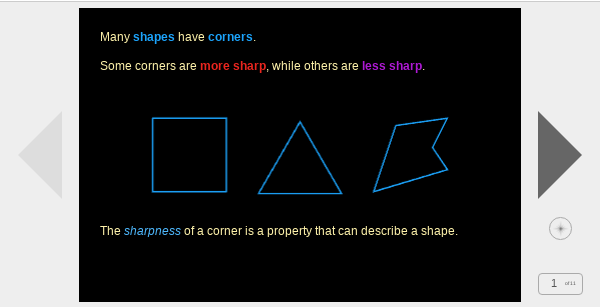 Many shapes have corners.
Some corners are more sharp, while others are less sharp.
The sharpness of a corner is a property that can describe a shape.
1 of 11